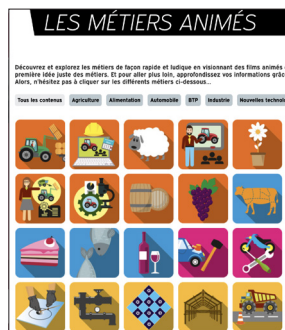 LES MÉTIERS ANIMÉS
Découvrez et explorez les métiers de façon rapide et ludique en visionnant des films animés
première idée juste des métiers. Et pour aller plus loin, approfondissez vos informations grâc
Alors, n'hésitez pas à cliquer sur les différents métiers ci-dessous...
Tous les contenus Agriculture Alimentation Automobile BTP Industrie Nouvelles technolo